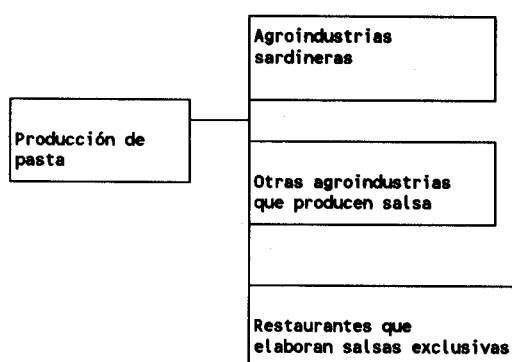 Agroindustrias
sardineras
Producción de
pasta
Otras agroindustrias
que producen salsa
Restaurantes que
elaboran salsas exclusivas